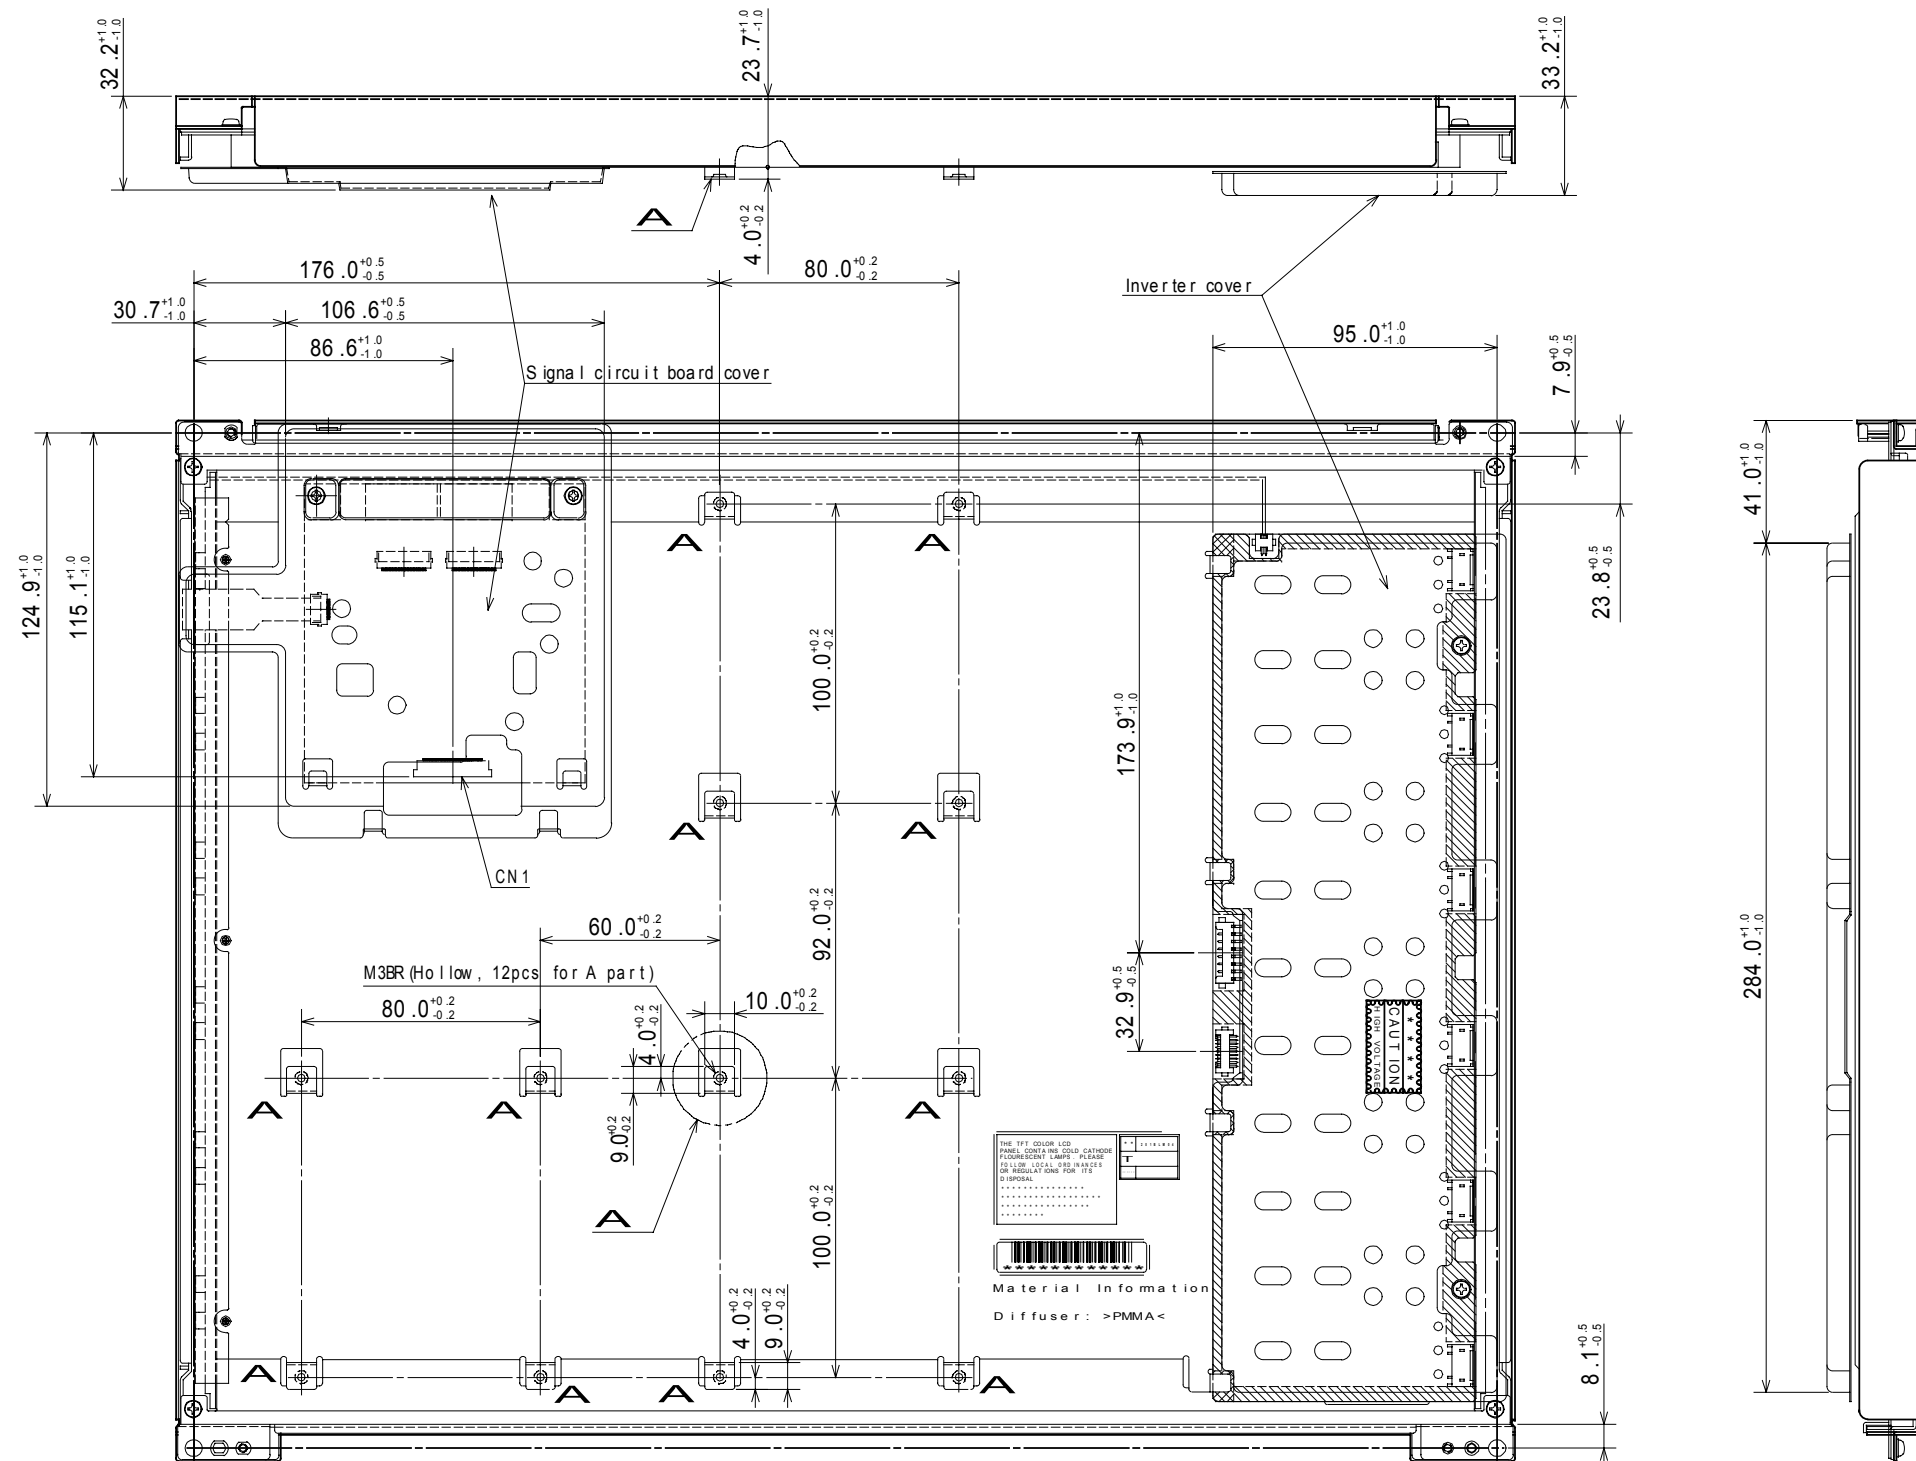 32.2+1.0-1.0
23.7+1.0-1.0
33.2+1.0-1.0
A
4.0+0.2-0.2
176.0+0.5-0.5
80.0+0.2-0.2
Inverter cover
30.7+1.0-1.0
106.6+0.5-0.5
86.6+1.0-1.0
95.0+1.0-1.0
7.9+0.5-0.5
Signal circuit board cover
124.9+1.0-1.0
115.1+1.0-1.0
41.0+1.0-1.0
23.8+0.5-0.5
A
A
100.0+0.2-0.2
173.9+1.0-1.0
A
A
CN1
60.0+0.2-0.2
92.0+0.2-0.2
M3BR(Hollow, 12pcs for A part)
80.0+0.2-0.2
4.0+0.2-0.2
10.0+0.2-0.2
32.9+0.5-0.5
284.0+1.0-1.0
* * * *
CAUTION
HIGH VOLTAGE
A
A
A
9.0+0.2-0.2
A
100.0+0.2-0.2
THE TFT COLOR LCD
PANEL CONTAINS COLD CATHODE
FLOURESCENT LAMPS. PLEASE
FOLLOW LOCAL ORDINANCES
OR REGULATIONS FOR ITS
DISPOSAL
Material Infomation
Diffuser: >PMMA<
4.0+0.2-0.2
9.0+0.2-0.2
8.1+0.5-0.5
A
A
A
A